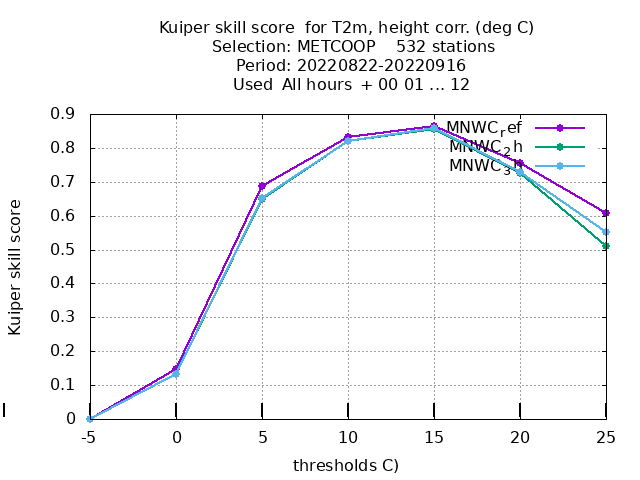 Kuiper skill score  for T2m, height corr. (deg C)
Selection: METCOOP    532 stations
Period: 20220822-20220916
Used  All hours  + 00 01 ... 12
MNWC_ref
MNWC_2h
MNWC_3h
0.9
0.8
0.7
0.6
0.5
0.4
0.3
0.2
0.1
0
Kuiper skill score
-5
0
5
10
15
20
25
thresholds C)